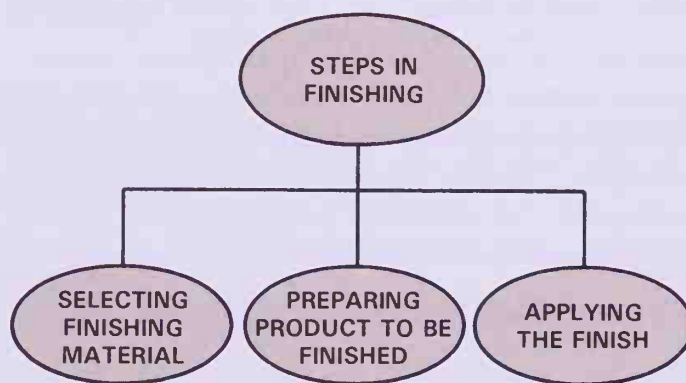 STEPS IN
FINISHING
SELECTING
FINISHING
MATERIAL
PREPARING
PRODUCT TO BE
FINISHED
APPLYING
THE FINISH